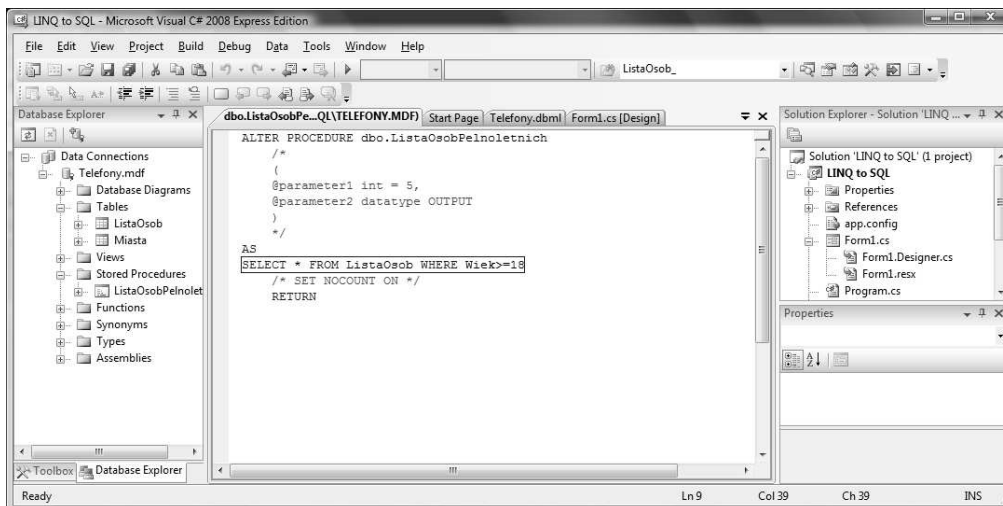 LINQ to SQL - Microsoft Visual C# 2008 Express Edition
File Edit View Project Build Debug Data Tools Window Help
ListaOsob_
Database Explorer
dbo.ListaOsobPe...QL\TELEFONY.MDF) Start Page Telefony.dbml Form1.cs [Design]
Solution Explorer - Solution 'LINQ ...
Data Connections
Telefony.mdf
Database Diagrams
Tables
ListaOsob
Miasta
Views
Stored Procedures
ListaOsobPelnolet
Functions
Synonyms
Types
Assemblies
Toolbox Database Explorer
ALTER PROCEDURE dbo.ListaOsobPelnoletnich
/*
(
@parameter1 int = 5,
@parameter2 datatype OUTPUT
)
*/
AS
SELECT * FROM ListaOsob WHERE Wiek>=18
/* SET NOCOUNT ON */
RETURN
Solution 'LINQ to SQL' (1 project)
LINQ to SQL
Properties
References
app.config
Form1.cs
Form1.Designer.cs
Form1.resx
Program.cs
Properties
Ready Ln 9 Col 39 Ch 39 INS